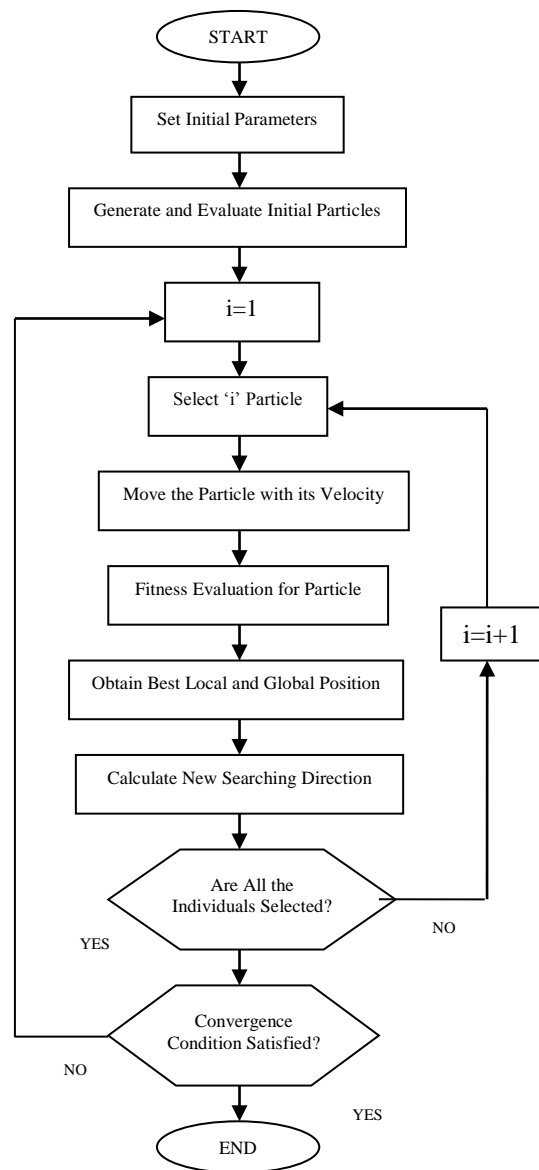 START
Set Initial Parameters
Generate and Evaluate Initial Particles
i=1
Select ‘i’ Particle
Move the Particle with its Velocity
Fitness Evaluation for Particle
i=i+1
Obtain Best Local and Global Position
Calculate New Searching Direction
Are All the
Individuals Selected?
NO
YES
Convergence
Condition Satisfied?
NO
YES
END